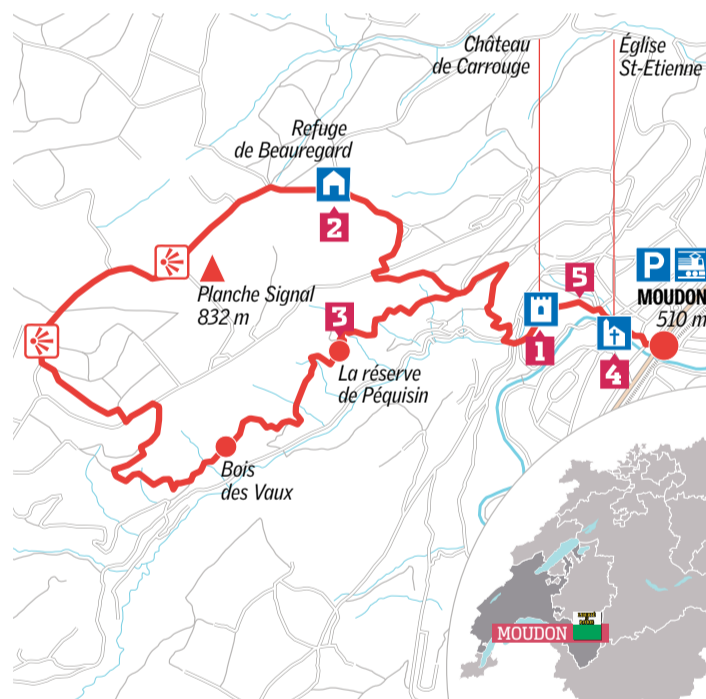 Château
de Carrouge
Église
St-Etienne
Refuge
de Beauregard
2
5
P
MOUDON
510 m
Planche Signal
832 m
3
1
4
La réserve
de Péquisin
Bois
des Vaux
MOUDON